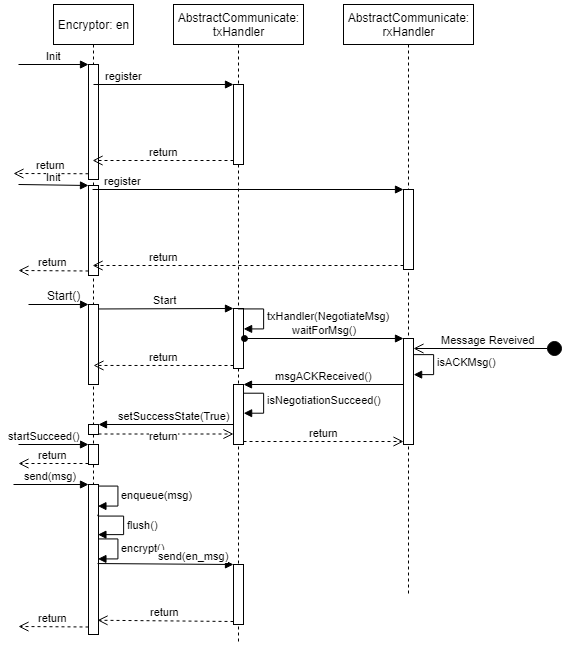 Encryptor: en
AbstractCommunicate:
txHandler
AbstractCommunicate:
rxHandler
Init
register
return
return
Init
register
return
return
Start()
Start
txHandler(NegotiateMsg)
waitForMsg()
Message Reveived
return
isACKMsg()
msgACKReceived()
isNegotiationSucceed()
setSuccessState(True)
return
return
startSucceed()
return
send(msg)
enqueue(msg)
flush()
encrypt()
send(en_msg)
return
return